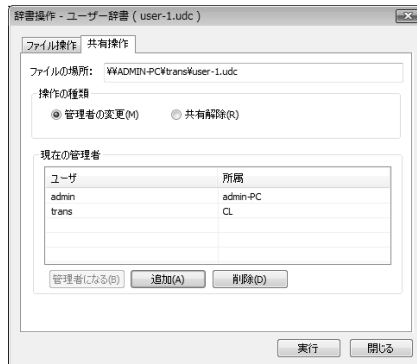 辞書操作 - ユーザー辞書 ( user-1.udc )
ファイル操作 共有操作
ファイルの場所: ¥¥ADMIN-PC¥trans¥user-1.udc
操作の種類
管理者の変更(M) 共有解除(R)
現在の管理者
ユーザ 所属
admin admin-PC
trans CL
管理者になる(B) 追加(A) 削除(D)
実行 閉じる